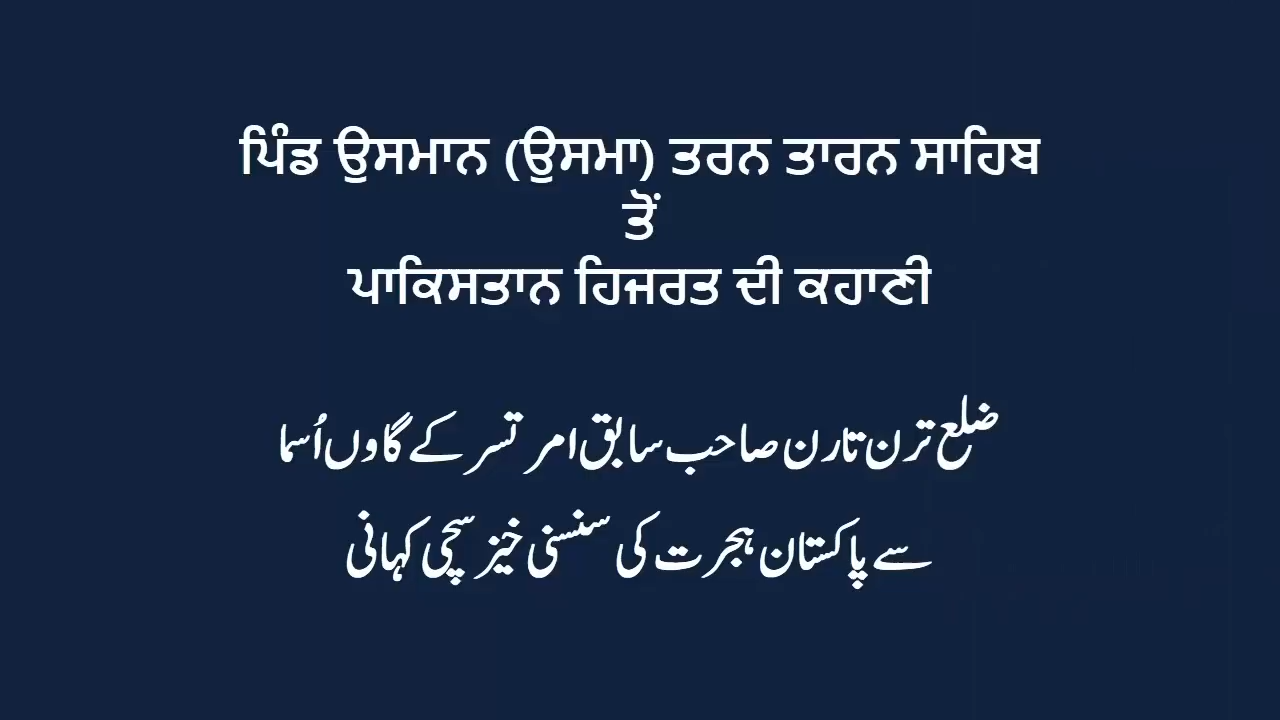 ਪਿੰਡ ਉਸਮਾਨ (ਉਸਮਾ) ਤਰਨ ਤਾਰਨ ਸਾਹਿਬ
ਤੋਂ
ਪਾਕਿਸਤਾਨ ਹਿਜਰਤ ਦੀ ਕਹਾਣੀ
ضلع ترن تارن صاحب سابق امرتسر کے گاوں اُسما
سے پاکستان ہجرت کی سنسنی خیز سچی کہانی